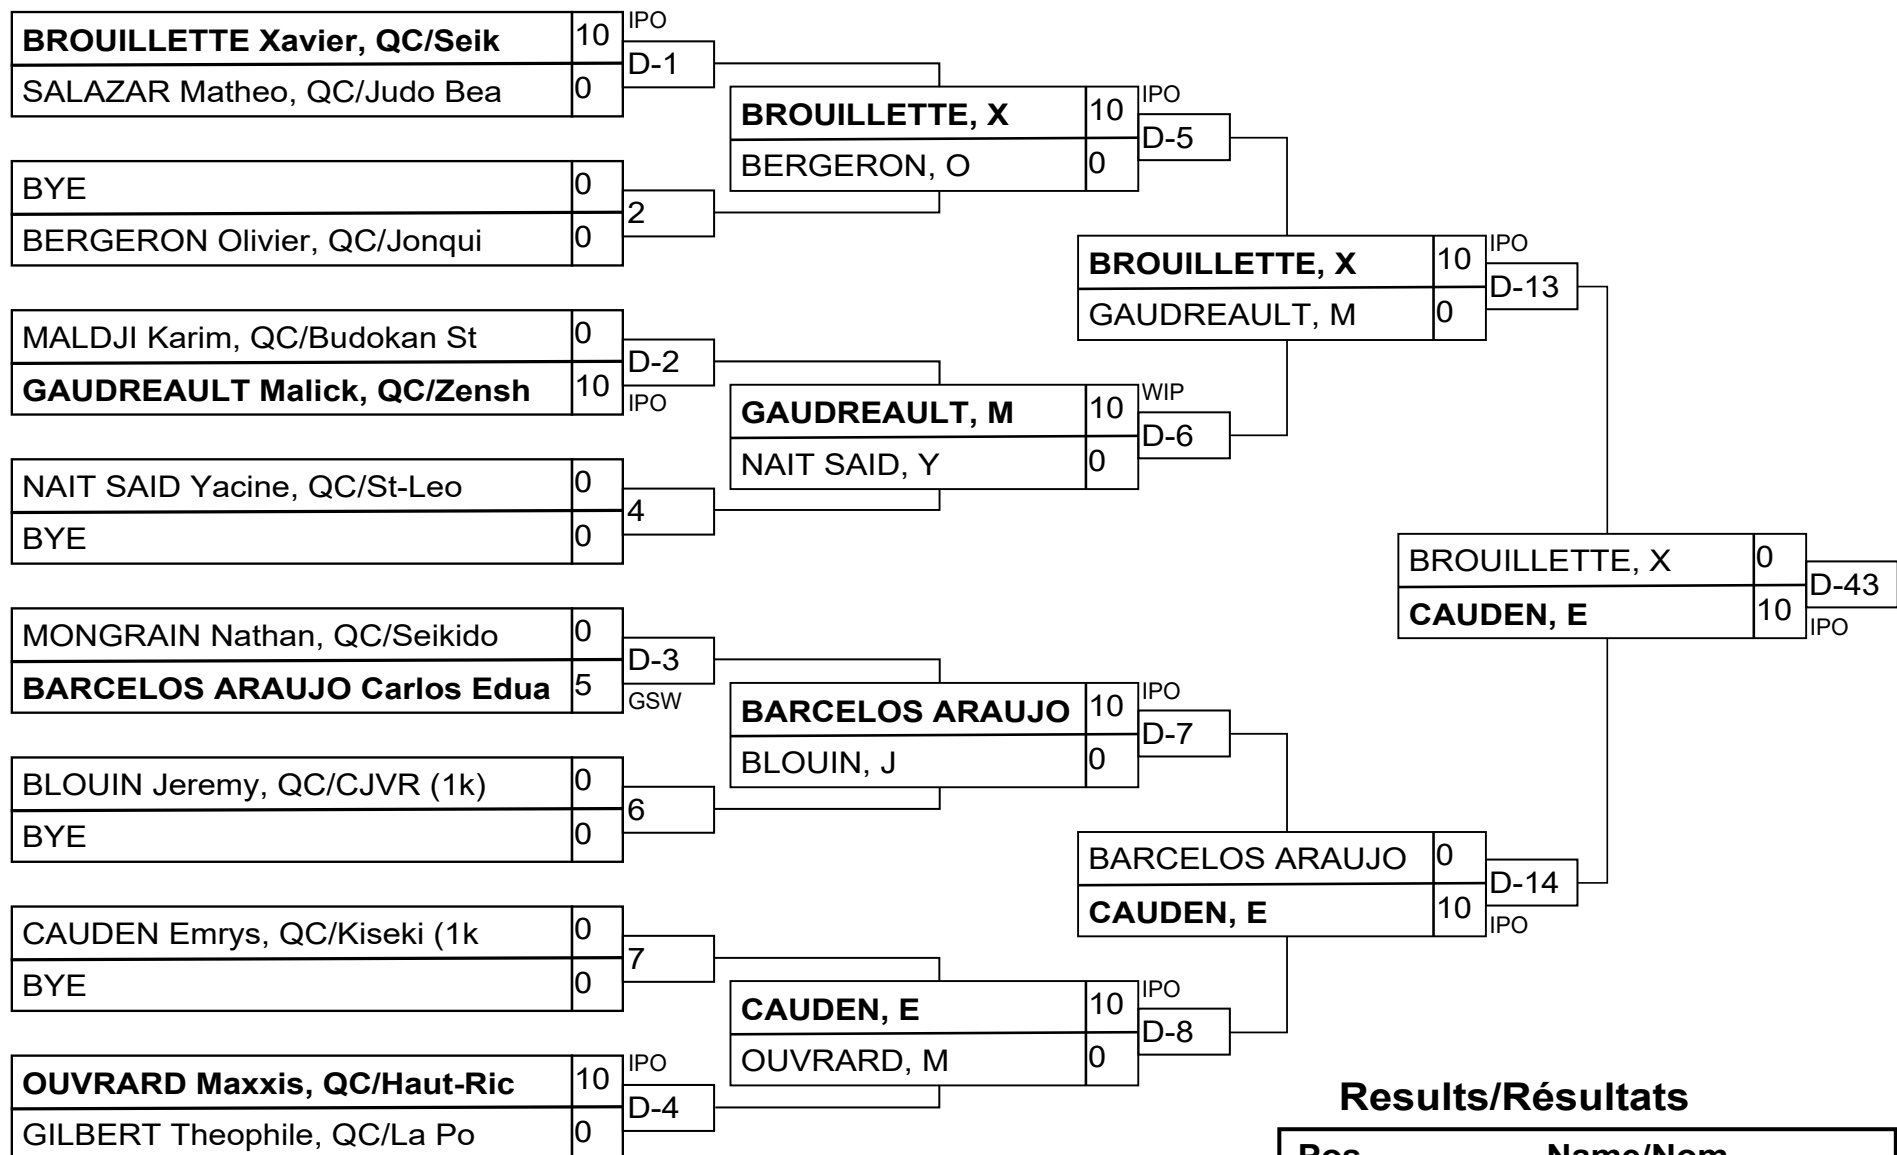 BROUILLETTE Xavier, QC/Seik 10 IPO
D-1
SALAZAR Matheo, QC/Judo Bea 0
BYE 0
2
BERGERON Olivier, QC/Jonqui 0
MALDJI Karim, QC/Budokan St 0
D-2
GAUDREAULT Malick, QC/Zensh 10 IPO
NAIT SAID Yacine, QC/St-Leo 0
4
BYE 0
MONGRAIN Nathan, QC/Seikido 0
D-3
BARCELOS ARAUJO Carlos Edua 5 GSW
BLOUIN Jeremy, QC/CJVR (1k) 0
6
BYE 0
CAUDEN Emrys, QC/Kiseki (1k 0
7
BYE 0
OUVRARD Maxxis, QC/Haut-Ric 10 IPO
D-4
GILBERT Theophile, QC/La Po 0
BROUILLETTE, X 10 IPO
D-5
BERGERON, O 0
GAUDREAULT, M 10 WIP
D-6
NAIT SAID, Y 0
BARCELOS ARAUJO 10 IPO
D-7
BLOUIN, J 0
CAUDEN, E 10 IPO
D-8
OUVRARD, M 0
BROUILLETTE, X 10 IPO
D-13
GAUDREAULT, M 0
BARCELOS ARAUJO 0
D-14
CAUDEN, E 10 IPO
BROUILLETTE, X 0
D-43
CAUDEN, E 10 IPO
Results/Résultats
Pos Name/Nom